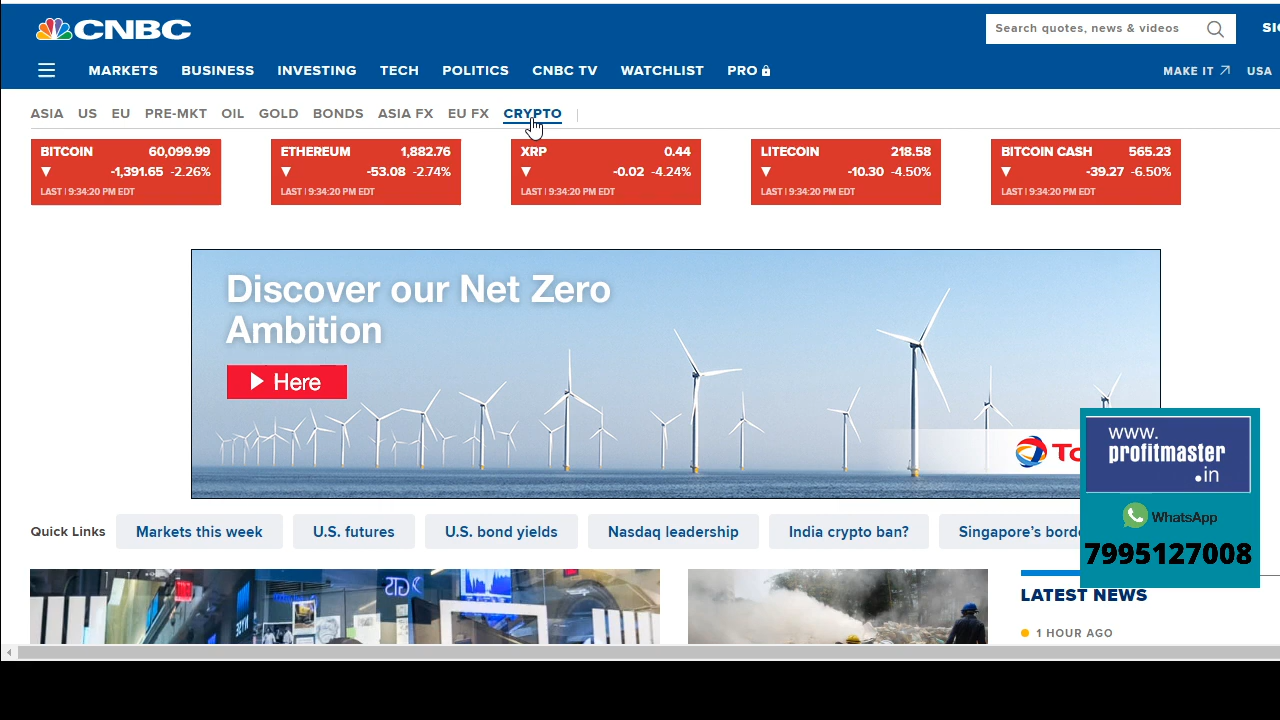 CNBC
Search quotes, news & videos
MARKETS BUSINESS INVESTING TECH POLITICS CNBC TV WATCHLIST PRO MAKE IT USA
ASIA US EU PRE-MKT OIL GOLD BONDS ASIA FX EU FX CRYPTO
BITCOIN 60,099.99
▼ -1,391.65 -2.26%
LAST | 9:34:20 PM EDT
ETHEREUM 1,882.76
▼ -53.08 -2.74%
LAST | 9:34:20 PM EDT
XRP 0.44
▼ -0.02 -4.24%
LAST | 9:34:20 PM EDT
LITECOIN 218.58
▼ -10.30 -4.50%
LAST | 9:34:20 PM EDT
BITCOIN CASH 565.23
▼ -39.27 -6.50%
LAST | 9:34:20 PM EDT
Discover our Net Zero
Ambition
Here
www.
profitmaster
.in
WhatsApp
7995127008
Quick Links Markets this week U.S. futures U.S. bond yields Nasdaq leadership India crypto ban? Singapore's
LATEST NEWS
1 HOUR AGO